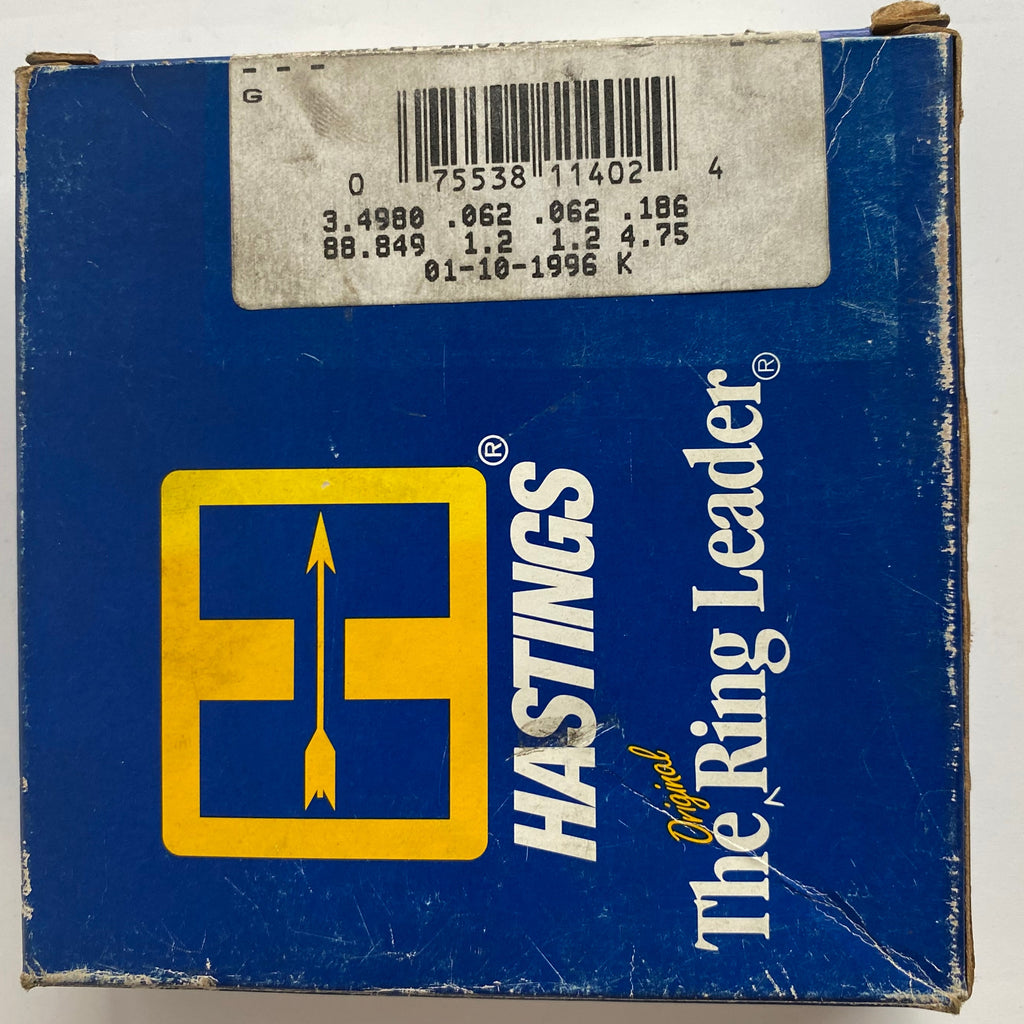 G
0 75538 11402 4
3.4980 .062 .062 .186
88.849 1.2 1.2 4.75
01-10-1996 K
HASTINGS®
Original
The ^ Ring Leader®